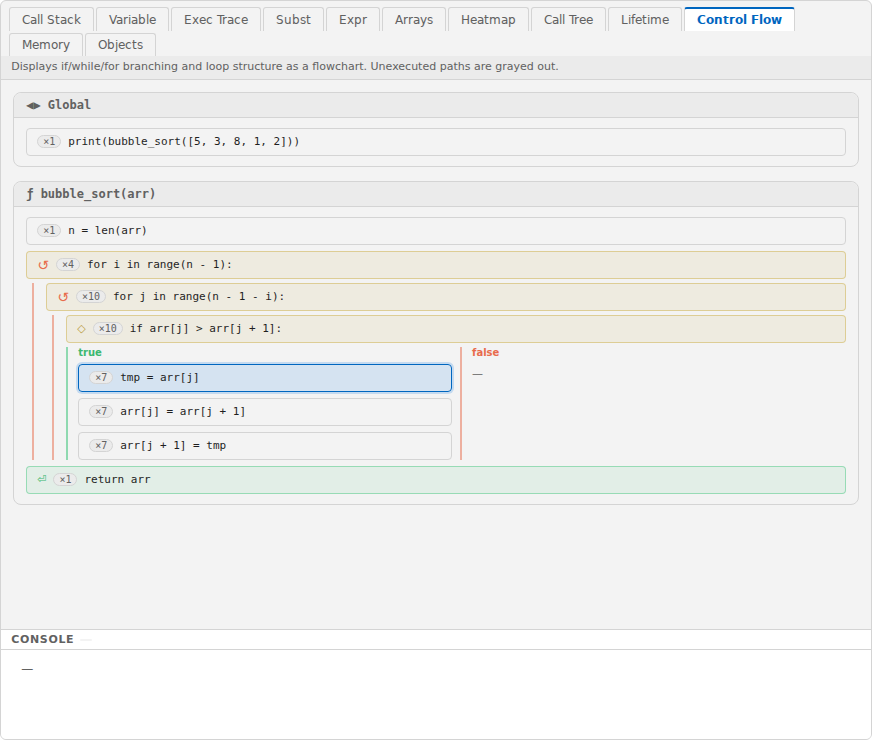 Call Stack Variable Exec Trace Subst Expr Arrays Heatmap Call Tree Lifetime Control Flow
Memory Objects
Displays if/while/for branching and loop structure as a flowchart. Unexecuted paths are grayed out.
Global
×1 print(bubble_sort([5, 3, 8, 1, 2]))
ƒ bubble_sort(arr)
×1 n = len(arr)
↺ ×4 for i in range(n - 1):
↺ ×10 for j in range(n - 1 - i):
◇ ×10 if arr[j] > arr[j + 1]:
true false
×7 tmp = arr[j] —
×7 arr[j] = arr[j + 1]
×7 arr[j + 1] = tmp
⏎ ×1 return arr
CONSOLE —
—